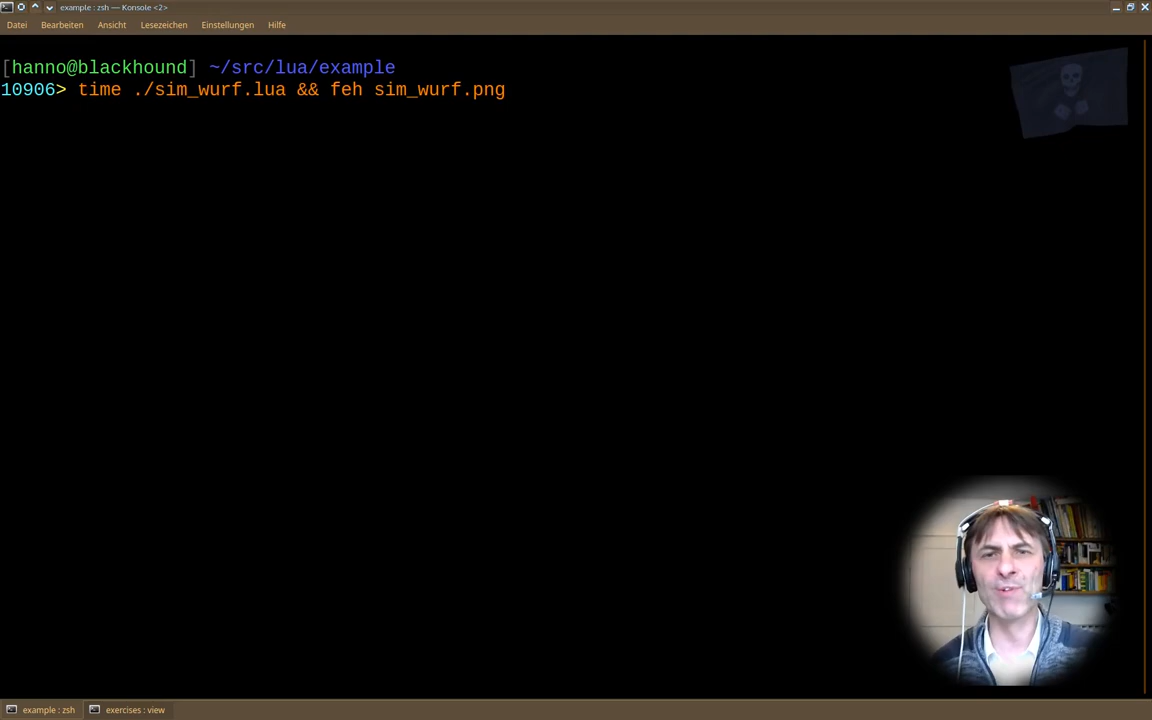 example : zsh — Konsole <2>
Datei Bearbeiten Ansicht Lesezeichen Einstellungen Hilfe
[hanno@blackhound] ~/src/lua/example
10906> time ./sim_wurf.lua && feh sim_wurf.png
example : zsh exercises : view